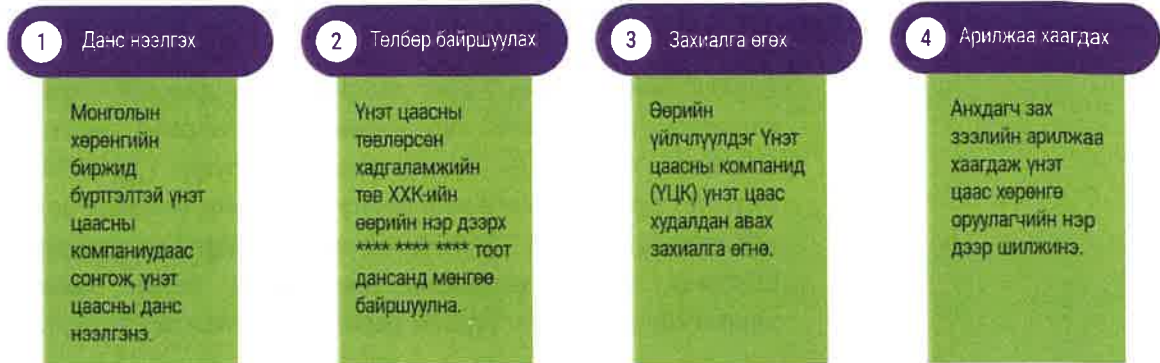 1 Данс нээлгэх
Монголын
хөрөнгийн
биржид
бүртгэлтэй үнэт
цаасны
компаниудаас
сонгож, үнэт
цаасны данс
нээлгэнэ.
2 Төлбөр байршуулах
Үнэт цаасны
төвлөрсөн
хадгаламжийн
төв ХХК-ийн
өөрийн нэр дээрх
**** **** **** тоот
дансанд мөнгөө
байршуулна.
3 Захиалга өгөх
Өөрийн
үйлчлүүлдэг Үнэт
цаасны компанид
(ҮЦК) үнэт цаас
худалдан авах
захиалга өгнө.
4 Арилжаа хаагдах
Анхдагч зах
зээлийн арилжаа
хаагдаж үнэт
цаас хөрөнгө
оруулагчийн нэр
дээр шилжинэ.